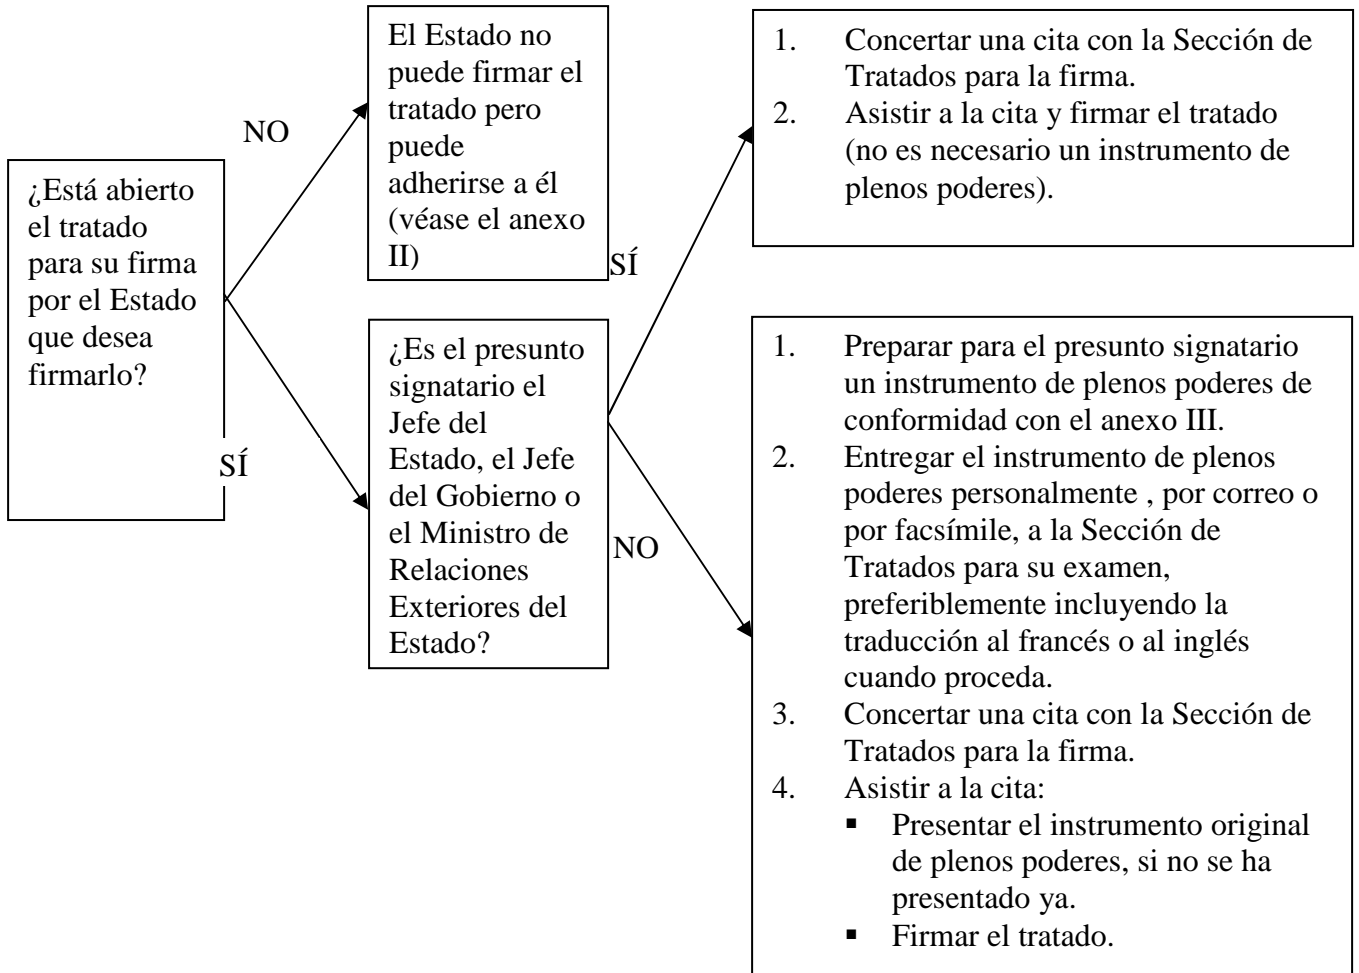 ¿Está abierto
el tratado
para su firma
por el Estado
que desea
firmarlo?
NO
SÍ
El Estado no
puede firmar el
tratado pero
puede
adherirse a él
(véase el anexo
II)
¿Es el presunto
signatario el
Jefe del
Estado, el Jefe
del Gobierno o
el Ministro de
Relaciones
Exteriores del
Estado?
SÍ
NO
1. Concertar una cita con la Sección de
Tratados para la firma.
2. Asistir a la cita y firmar el tratado
(no es necesario un instrumento de
plenos poderes).
1. Preparar para el presunto signatario
un instrumento de plenos poderes de
conformidad con el anexo III.
2. Entregar el instrumento de plenos
poderes personalmente , por correo o
por facsímile, a la Sección de
Tratados para su examen,
preferiblemente incluyendo la
traducción al francés o al inglés
cuando proceda.
3. Concertar una cita con la Sección de
Tratados para la firma.
4. Asistir a la cita:
▪ Presentar el instrumento original
de plenos poderes, si no se ha
presentado ya.
▪ Firmar el tratado.